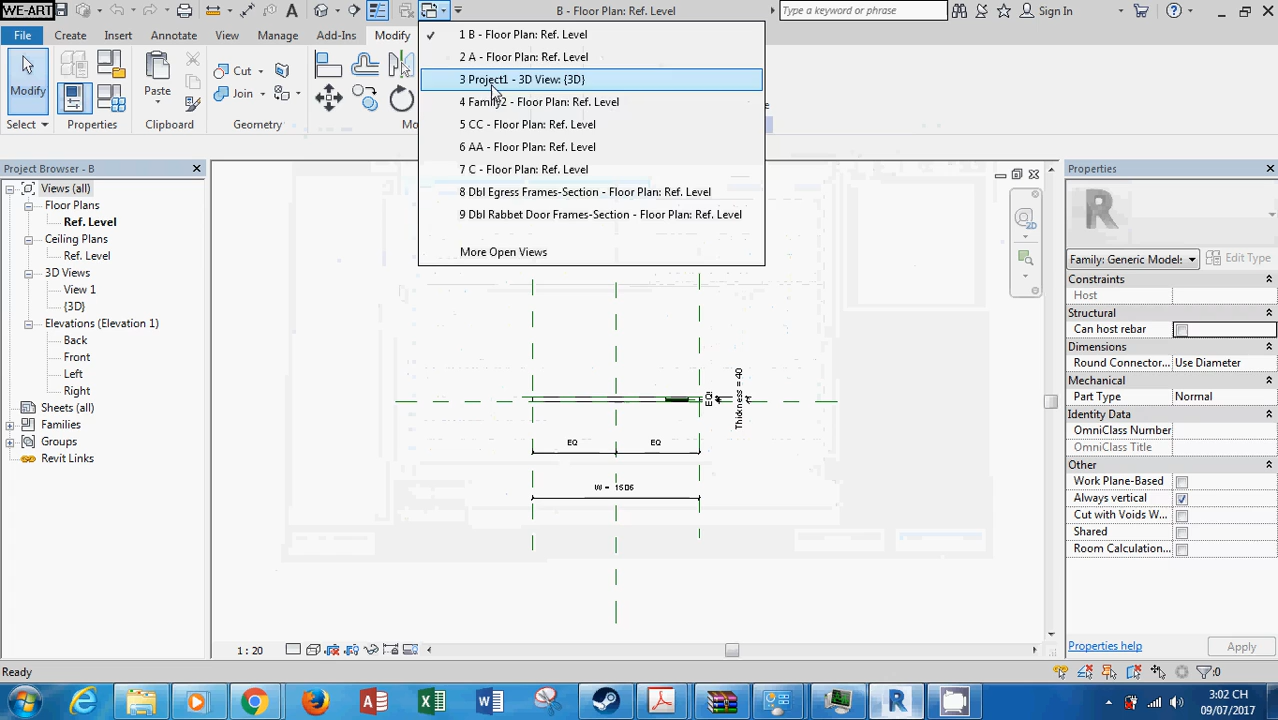 WE-ART
A
B - Floor Plan: Ref. Level
Type a keyword or phrase
Sign In
File
Create
Insert
Annotate
View
Manage
Add-Ins
Modify
Modify
Select
Properties
Clipboard
Cut
Join
Geometry
1 B - Floor Plan: Ref. Level
2 A - Floor Plan: Ref. Level
3 Project1 - 3D View: {3D}
4 Family2 - Floor Plan: Ref. Level
5 CC - Floor Plan: Ref. Level
6 AA - Floor Plan: Ref. Level
7 C - Floor Plan: Ref. Level
8 Dbl Egress Frames-Section - Floor Plan: Ref. Level
9 Dbl Rabbet Door Frames-Section - Floor Plan: Ref. Level
More Open Views
Project Browser - B
Views (all)
Floor Plans
Ref. Level
Ceiling Plans
Ref. Level
3D Views
View 1
{3D}
Elevations (Elevation 1)
Back
Front
Left
Right
Sheets (all)
Families
Groups
Revit Links
EQ
EQ
W = 1505
EQ
Thickness = 40
2D
Properties
R
Family: Generic Model:
Edit Type
Constraints
Host
Structural
Can host rebar
Dimensions
Round Connector...
Use Diameter
Mechanical
Part Type
Normal
Identity Data
OmniClass Number
OmniClass Title
Other
Work Plane-Based
Always vertical
Cut with Voids W...
Shared
Room Calculation...
Properties help
Apply
1 : 20
Ready
:0
3:02 CH
09/07/2017